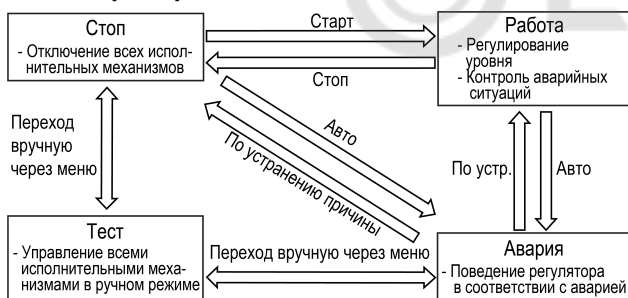 Стоп
- Отключение всех испол-
нительных механизмов
Старт
Стоп
Работа
- Регулирование
уровня
- Контроль аварийных
ситуаций
Переход
вручную
через меню
Авто
По устранению причины
По устр.
Авто
Тест
- Управление всеми
исполнительными меха-
низмами в ручном режиме
Переход вручную через меню
Авария
- Поведение регулятора
в соответствии с аварией